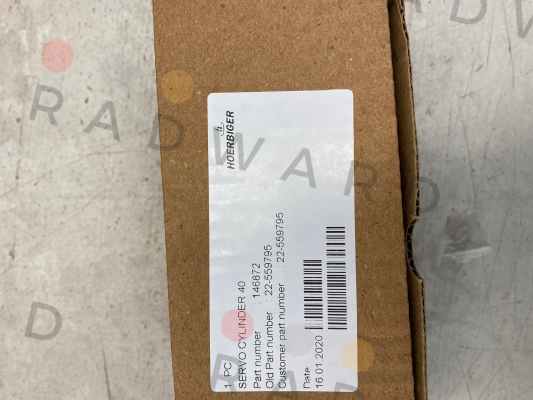 HOERBIGER
1 PC
SERVO CYLINDER 40
Part number : 146872
Old Part number : 22-559795
Customer part number 22-559795
Date
16.01.2020
RADWARD